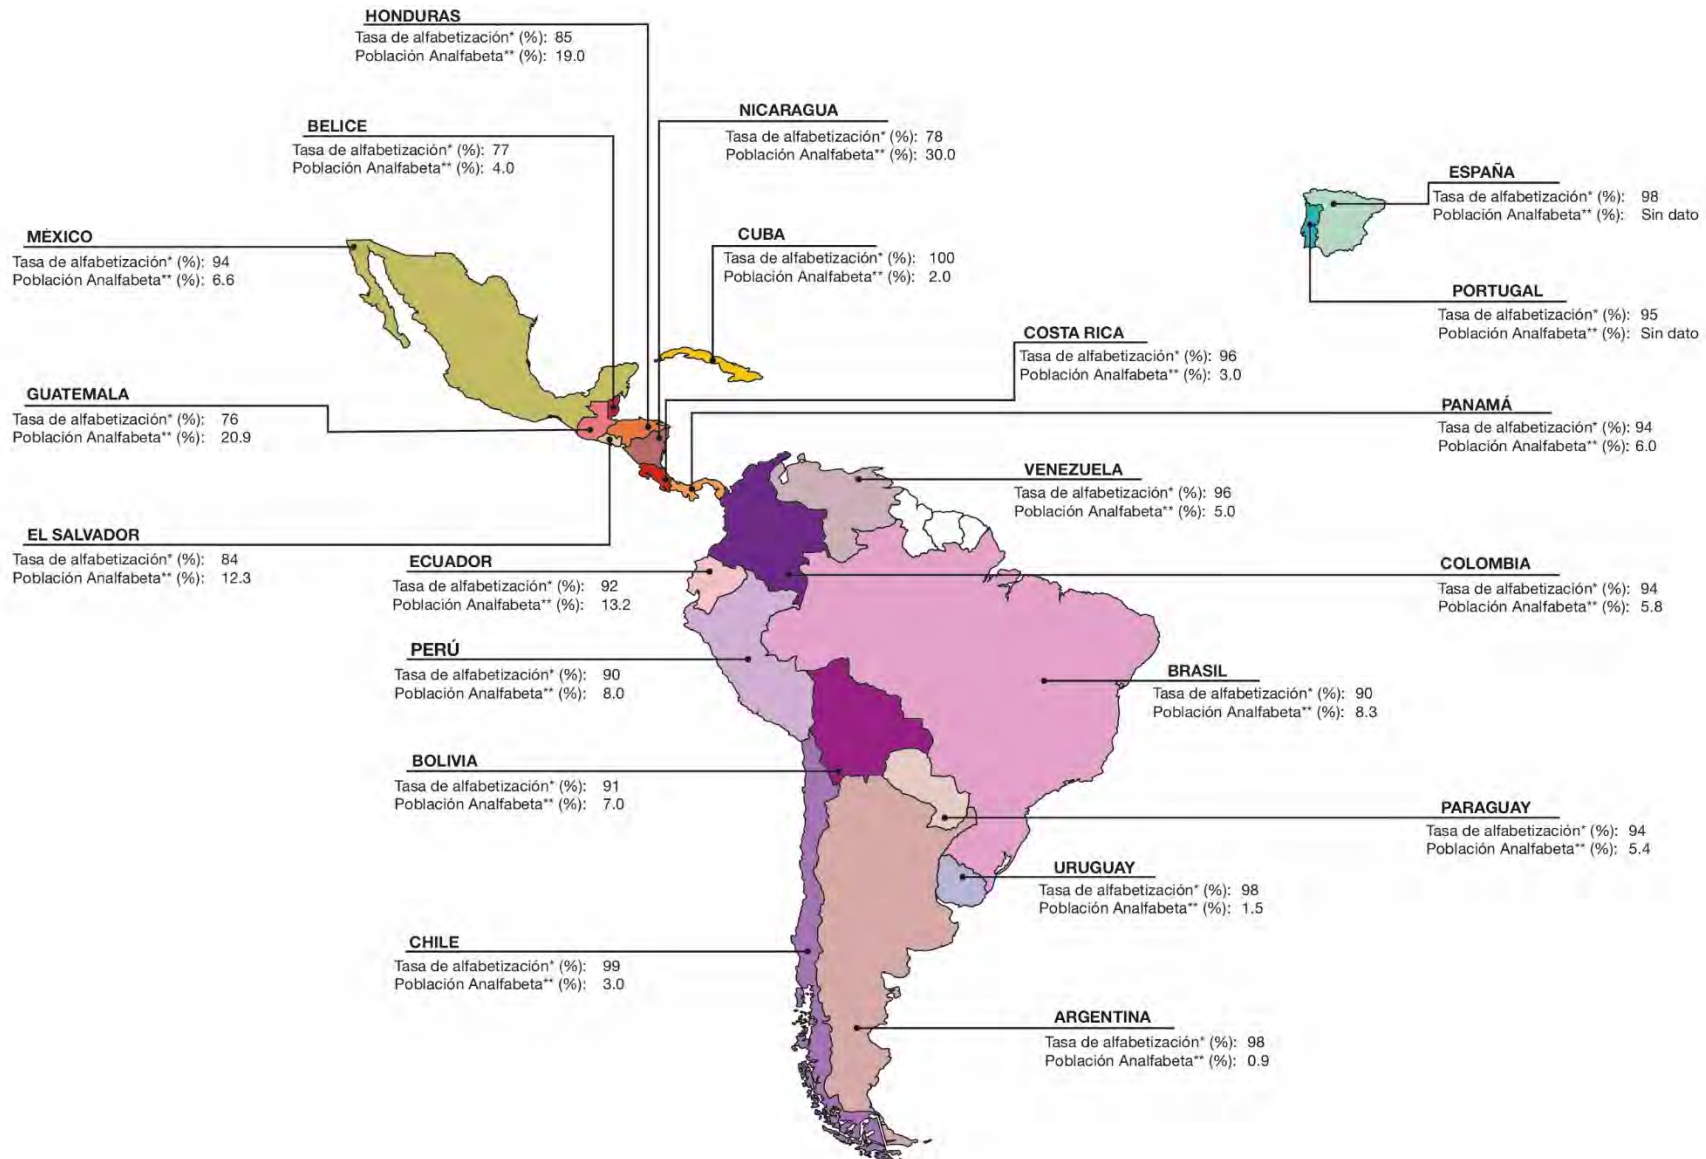 HONDURAS
Tasa de alfabetización* (%): 85
Población Analfabeta** (%): 19.0
NICARAGUA
Tasa de alfabetización* (%): 78
Población Analfabeta** (%): 30.0
BELICE
Tasa de alfabetización* (%): 77
Población Analfabeta** (%): 4.0
ESPAÑA
Tasa de alfabetización* (%): 98
Población Analfabeta** (%): Sin dato
MÉXICO
Tasa de alfabetización* (%): 94
Población Analfabeta** (%): 6.6
CUBA
Tasa de alfabetización* (%): 100
Población Analfabeta** (%): 2.0
PORTUGAL
Tasa de alfabetización* (%): 95
Población Analfabeta** (%): Sin dato
COSTA RICA
Tasa de alfabetización* (%): 96
Población Analfabeta** (%): 3.0
GUATEMALA
Tasa de alfabetización* (%): 76
Población Analfabeta** (%): 20.9
PANAMÁ
Tasa de alfabetización* (%): 94
Población Analfabeta** (%): 6.0
VENEZUELA
Tasa de alfabetización* (%): 96
Población Analfabeta** (%): 5.0
EL SALVADOR
Tasa de alfabetización* (%): 84
Población Analfabeta** (%): 12.3
ECUADOR
Tasa de alfabetización* (%): 92
Población Analfabeta** (%): 13.2
COLOMBIA
Tasa de alfabetización* (%): 94
Población Analfabeta** (%): 5.8
PERÚ
Tasa de alfabetización* (%): 90
Población Analfabeta** (%): 8.0
BRASIL
Tasa de alfabetización* (%): 90
Población Analfabeta** (%): 8.3
BOLIVIA
Tasa de alfabetización* (%): 91
Población Analfabeta** (%): 7.0
PARAGUAY
Tasa de alfabetización* (%): 94
Población Analfabeta** (%): 5.4
URUGUAY
Tasa de alfabetización* (%): 98
Población Analfabeta** (%): 1.5
CHILE
Tasa de alfabetización* (%): 99
Población Analfabeta** (%): 3.0
ARGENTINA
Tasa de alfabetización* (%): 98
Población Analfabeta** (%): 0.9